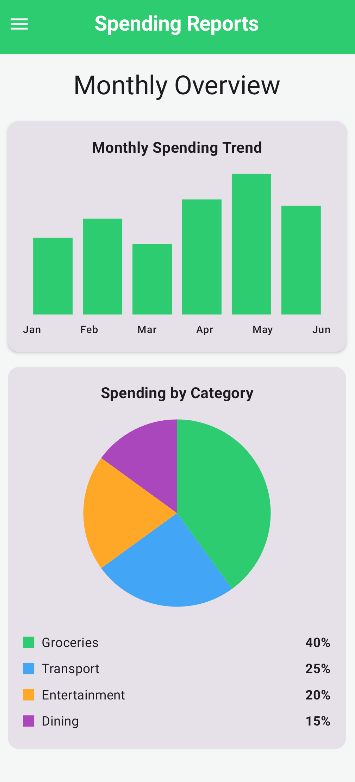 Spending Reports
Monthly Overview
Monthly Spending Trend
Jan Feb Mar Apr May Jun
Spending by Category
Groceries 40%
Transport 25%
Entertainment 20%
Dining 15%